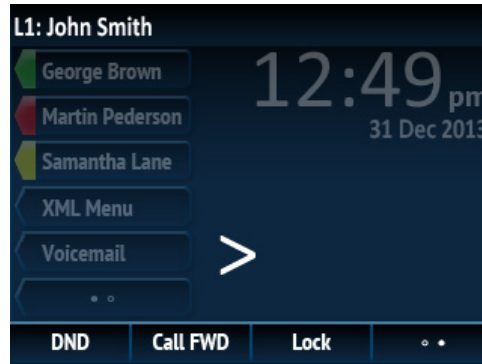 L1: John Smith
George Brown
12:49 pm
Martin Pederson
31 Dec 2013
Samantha Lane
XML Menu
Voicemail
>
DND Call FWD Lock